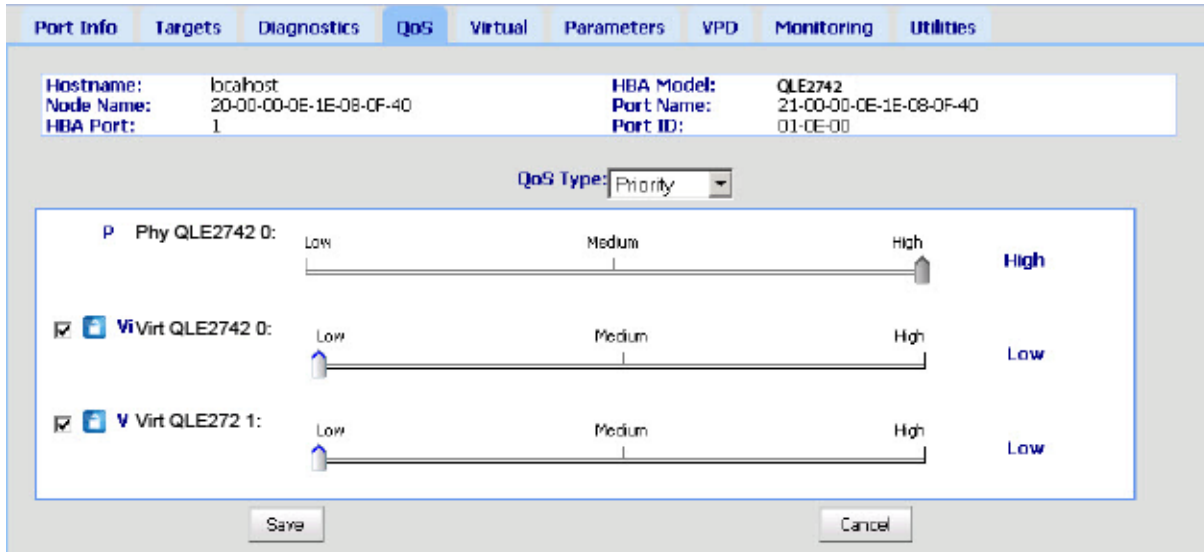 Port Info Targets Diagnostics QoS Virtual Parameters VPD Monitoring Utilities
Hostname: localhost HBA Model: QLE2742
Node Name: 20-00-00-0E-1E-08-0F-40 Port Name: 21-00-00-0E-1E-08-0F-40
HBA Port: 1 Port ID: 01-0E-00
QoS Type: Priority
P Phy QLE2742 0: Low Medium High High
Vi Virt QLE2742 0: Low Medium High Low
V Virt QLE272 1: Low Medium High Low
Save Cancel